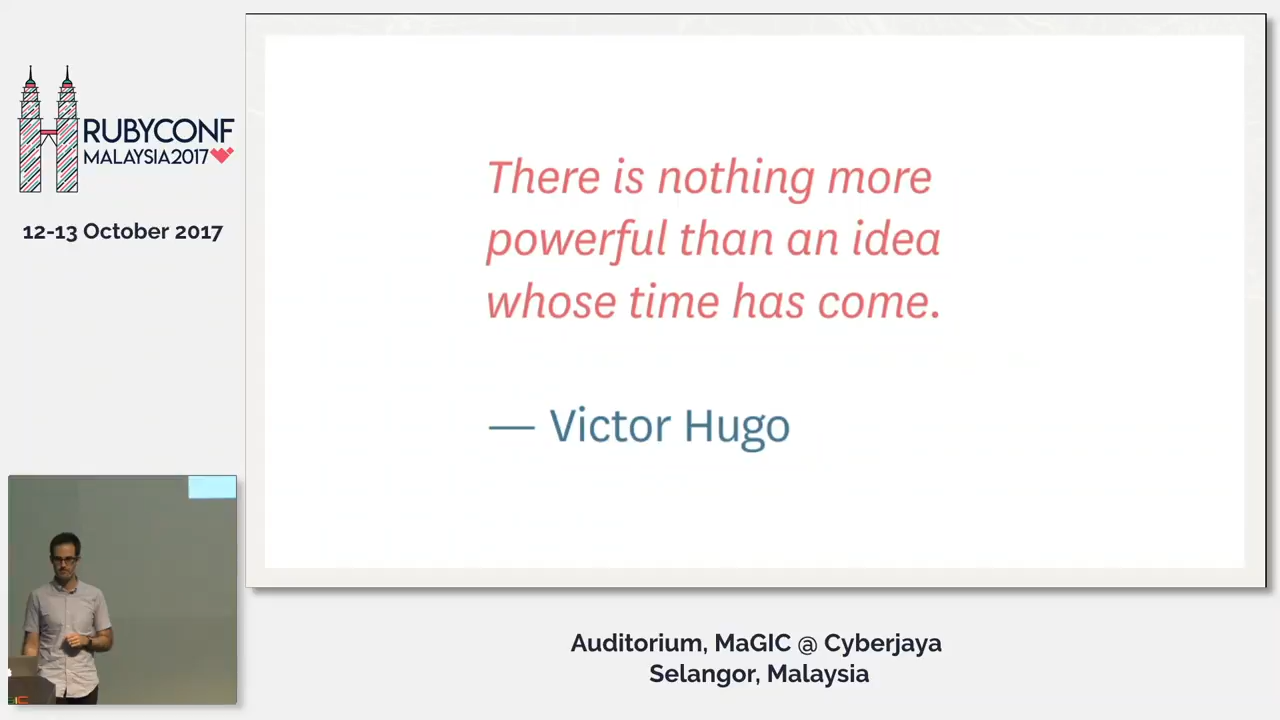 RUBYCONF
MALAYSIA2017
12-13 October 2017
There is nothing more
powerful than an idea
whose time has come.
— Victor Hugo
Auditorium, MaGIC @ Cyberjaya
Selangor, Malaysia